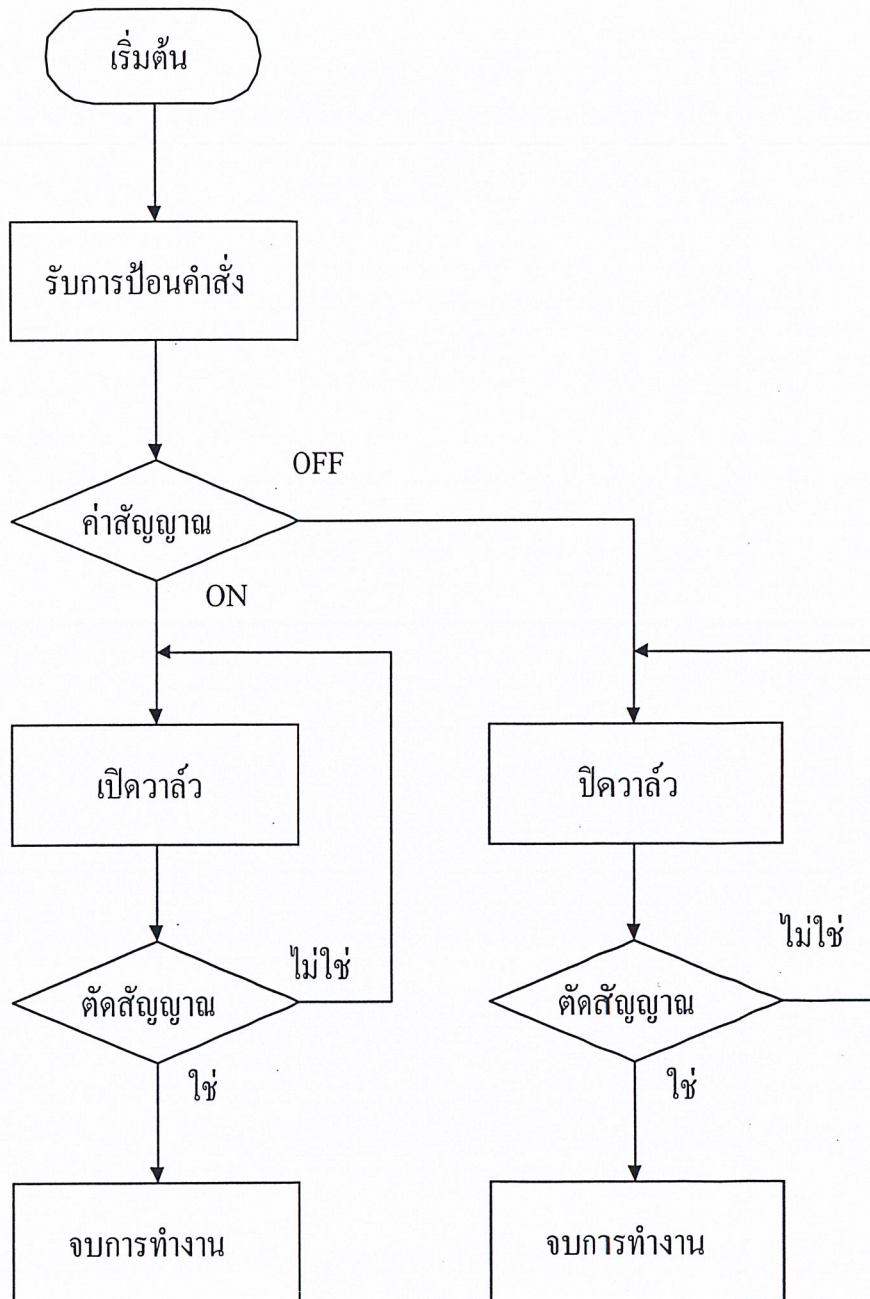 เริ่มต้น
รับการป้อนคำสั่ง
OFF
ค่าสัญญาณ
ON
เปิดวาล์ว
ปิดวาล์ว
ไม่ใช่
ไม่ใช่
ตัดสัญญาณ
ตัดสัญญาณ
ใช่
ใช่
จบการทำงาน
จบการทำงาน